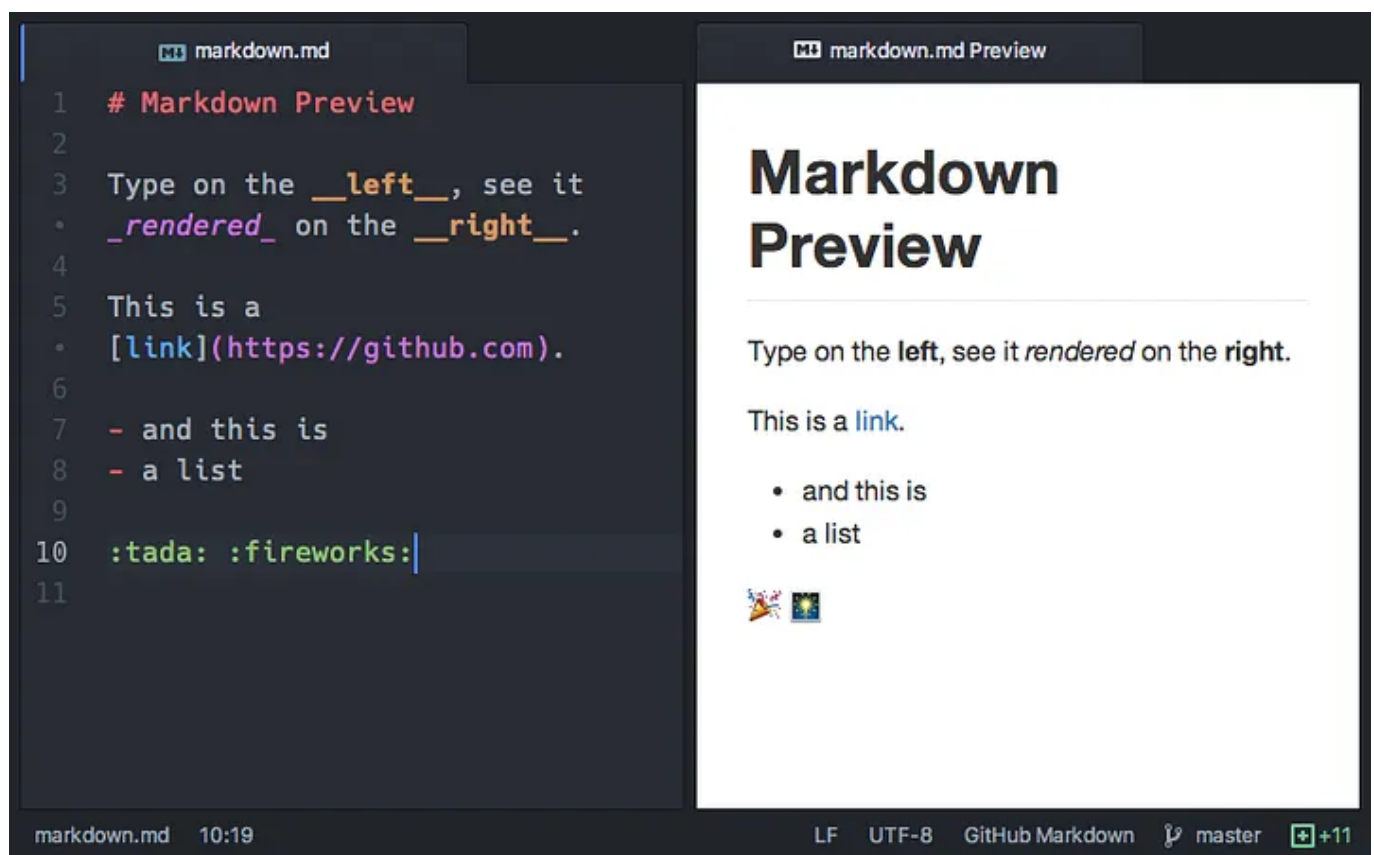 markdown.md
1 # Markdown Preview
2
3 Type on the __left__, see it
• _rendered_ on the __right__.
4
5 This is a
• [link](https://github.com).
6
7 - and this is
8 - a list
9
10 :tada: :fireworks:
11
markdown.md Preview
Markdown
Preview
Type on the left, see it rendered on the right.
This is a link.
• and this is
• a list
🎉 🎆
markdown.md 10:19 LF UTF-8 GitHub Markdown master +11